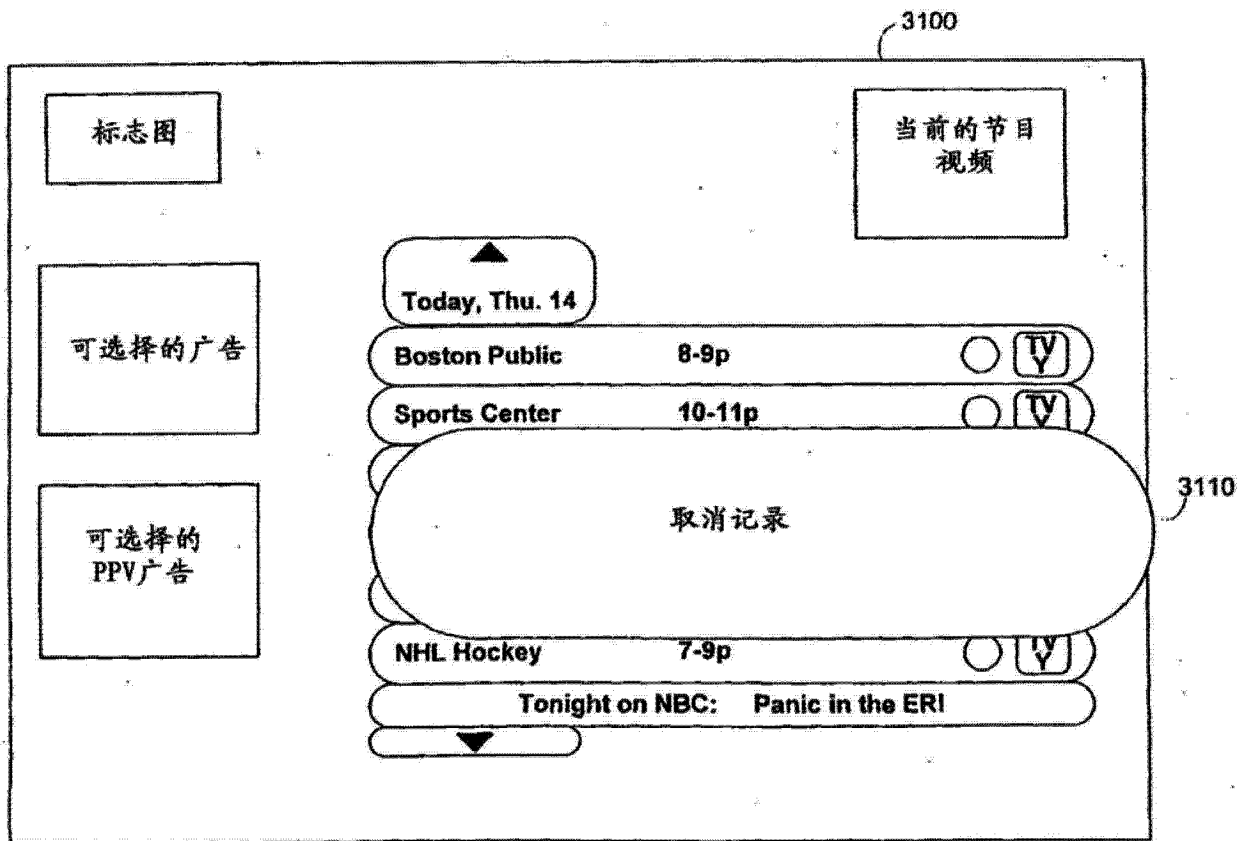 3100
标志图
当前的节目
视频
Today, Thu. 14
可选择的广告
Boston Public 8-9p TV Y
Sports Center 10-11p TV
取消记录
3110
可选择的
PPV广告
NHL Hockey 7-9p TV Y
Tonight on NBC: Panic in the ER!